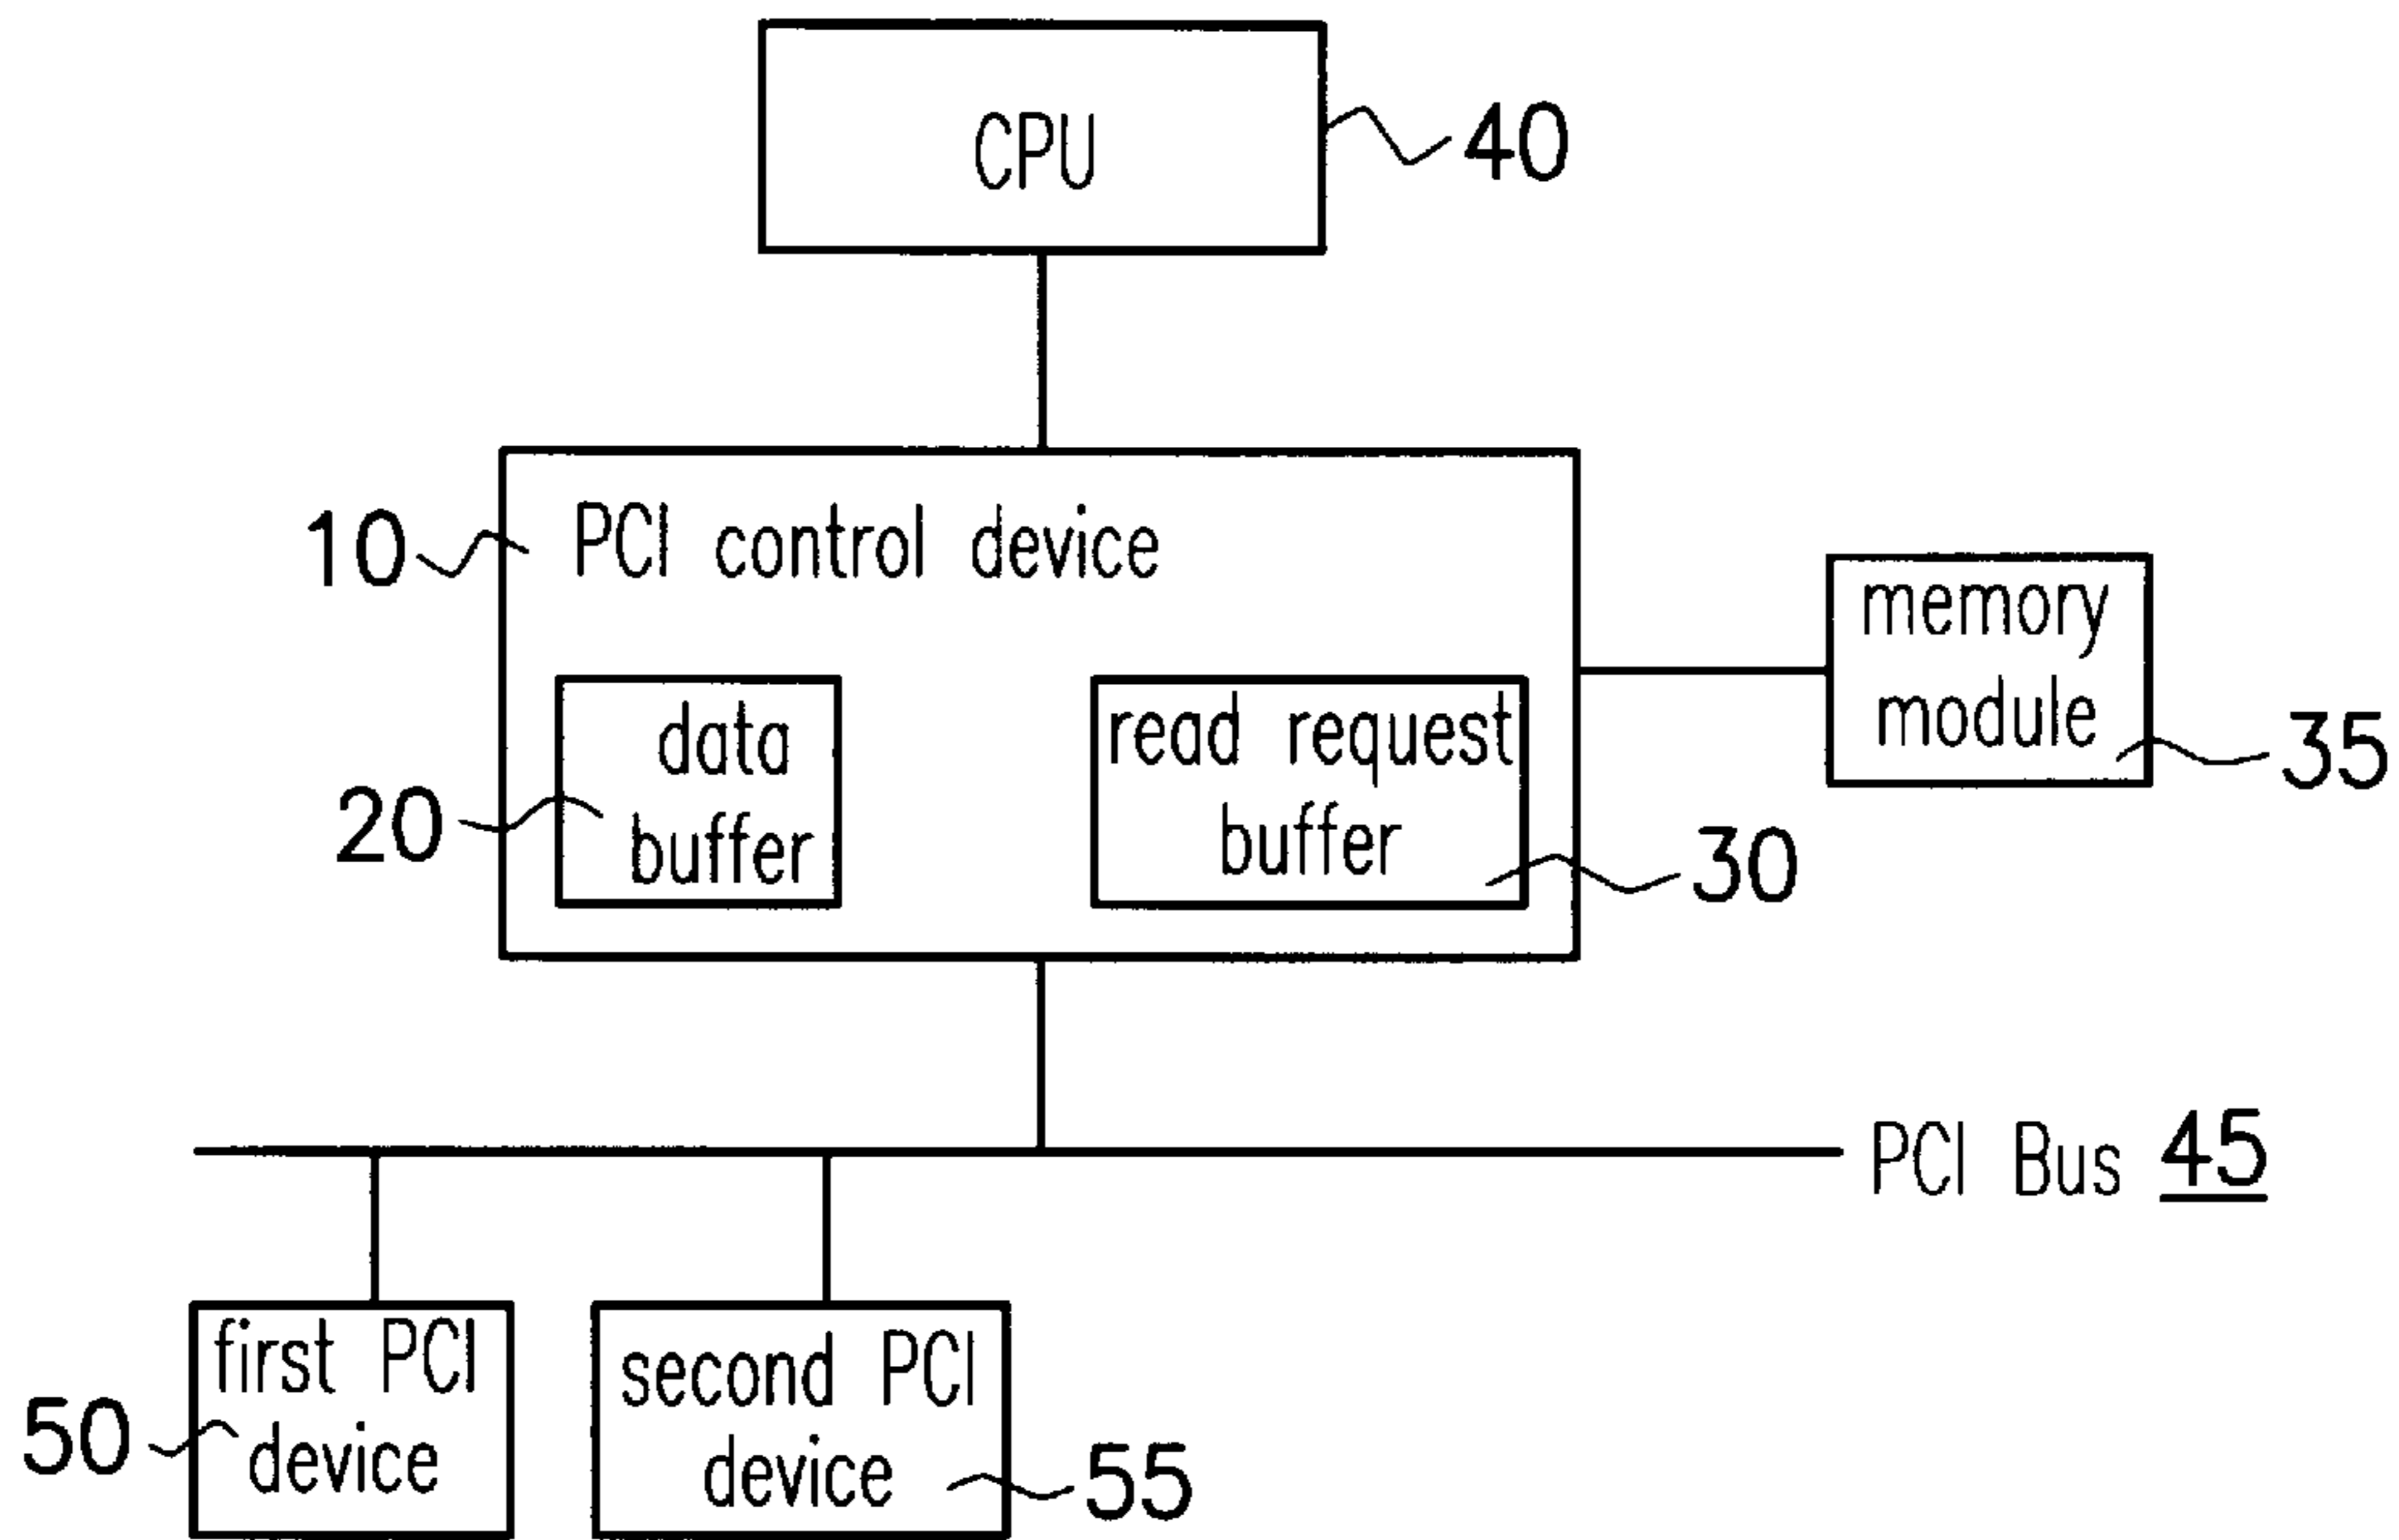 CPU
40
10
PCI control device
memory
module
35
data
buffer
20
read request
buffer
30
PCI Bus 45
first PCI
device
50
second PCI
device
55